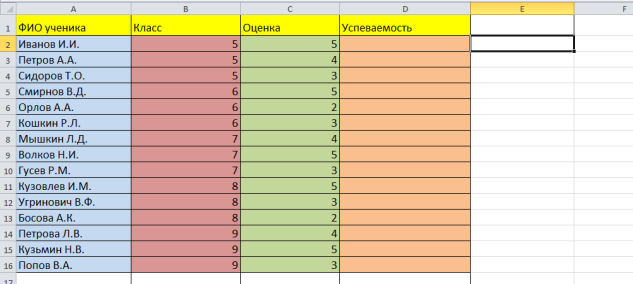 A B C D E F
1 ФИО ученика Класс Оценка Успеваемость
2 Иванов И.И. 5 5
3 Петров А.А. 5 4
4 Сидоров Т.О. 5 3
5 Смирнов В.Д. 6 5
6 Орлов А.А. 6 2
7 Кошкин Р.Л. 6 3
8 Мышкин Л.Д. 7 4
9 Волков Н.И. 7 5
10 Гусев Р.М. 7 3
11 Кузовлев И.М. 8 5
12 Угринович В.Ф. 8 3
13 Босова А.К. 8 2
14 Петрова Л.В. 9 4
15 Кузьмин Н.В. 9 5
16 Попов В.А. 9 3
17